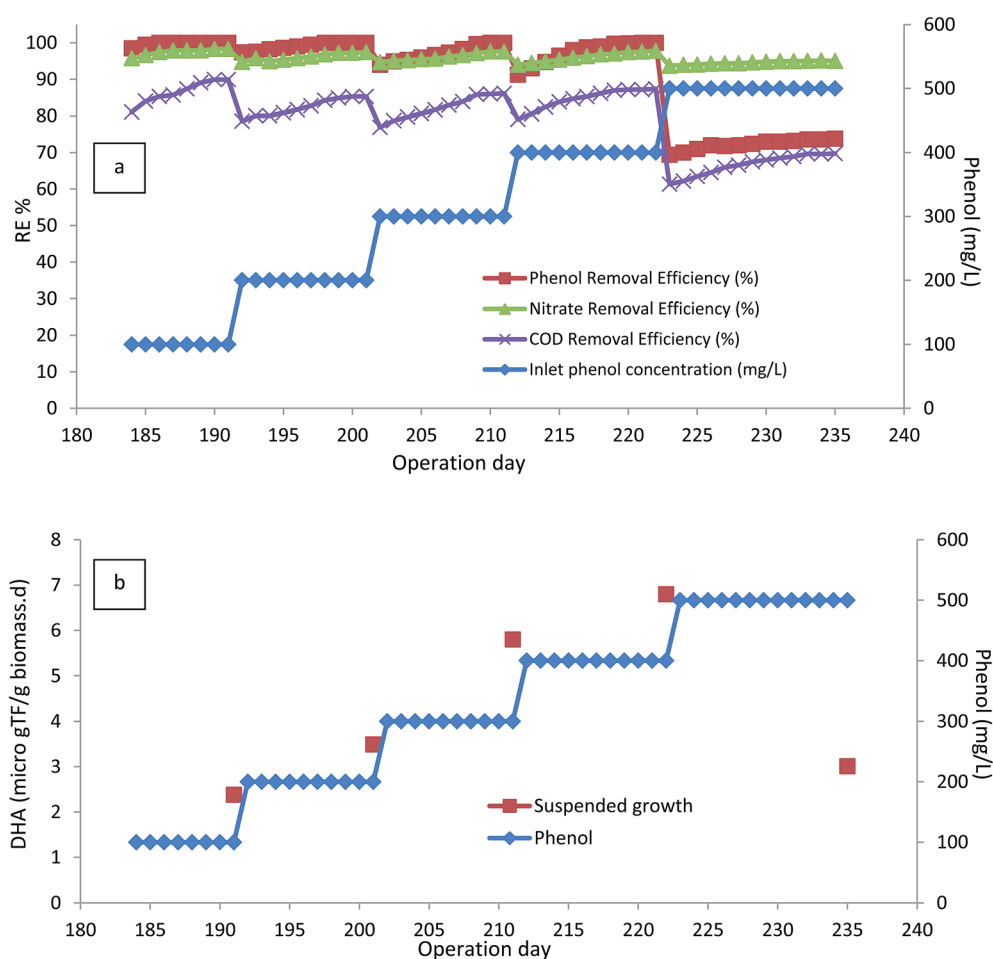 a
RE %
100
90
80
70
60
50
40
30
20
10
0
600
500
400
300
200
100
0
Phenol (mg/L)
Phenol Removal Efficiency (%)
Nitrate Removal Efficiency (%)
COD Removal Efficiency (%)
Inlet phenol concentration (mg/L)
180 185 190 195 200 205 210 215 220 225 230 235 240
Operation day
b
DHA (micro gTF/g biomass.d)
8
7
6
5
4
3
2
1
0
600
500
400
300
200
100
0
Phenol (mg/L)
Suspended growth
Phenol
180 185 190 195 200 205 210 215 220 225 230 235 240
Operation day